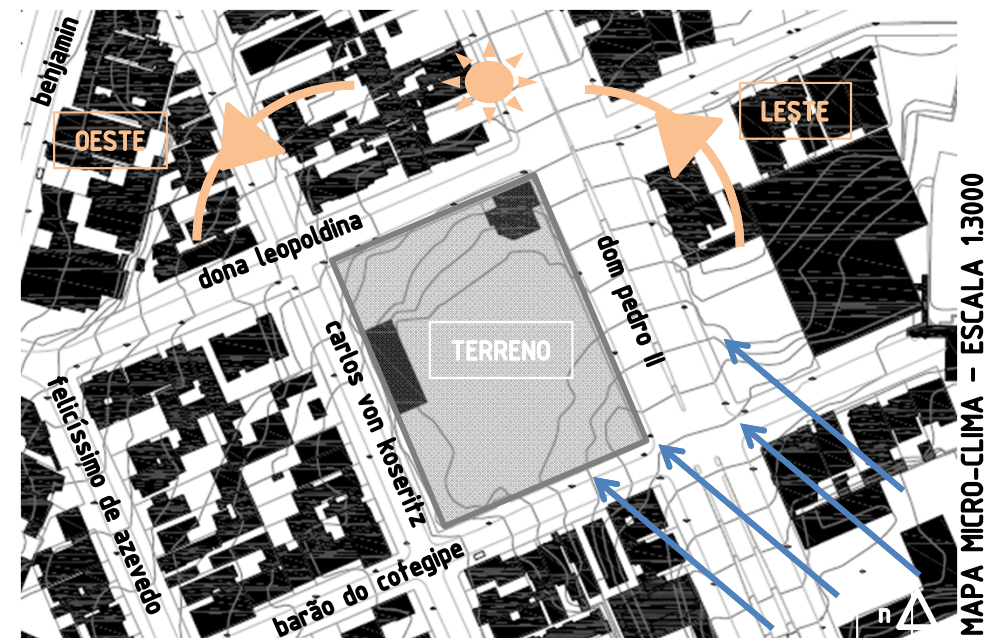 benjamin
OESTE
LESTE
dona leopoldina
dom pedro II
TERRENO
carlos von koseritz
felicíssimo de azevedo
barão do cotegipe
n
MAPA MICRO-CLIMA - ESCALA 1.3000